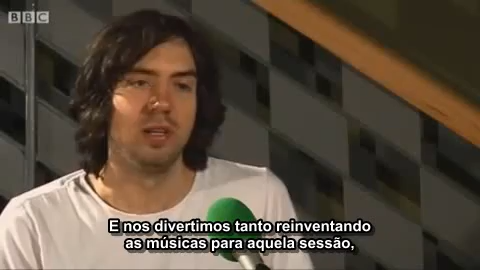 BBC
E nos divertimos tanto reinventando
as músicas para aquela sessão,